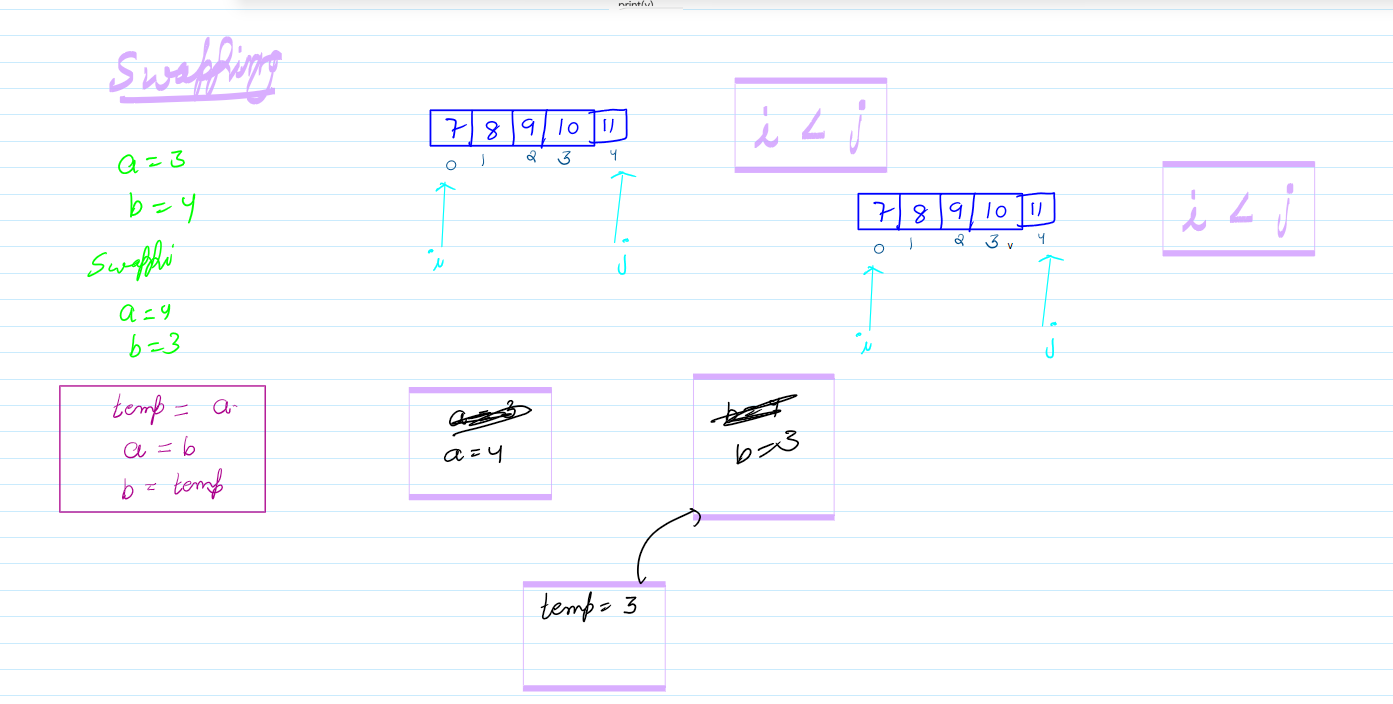 print(v)
Swapping
7 8 9 10 11
0 1 2 3 4
i j
i < j
7 8 9 10 11
0 1 2 3 v 4
i j
i < j
a = 3
b = 4
Swappi
a = 4
b = 3
temp = a
a = b
b = temp
a = 3
a = 4
b = 3
temp = 3